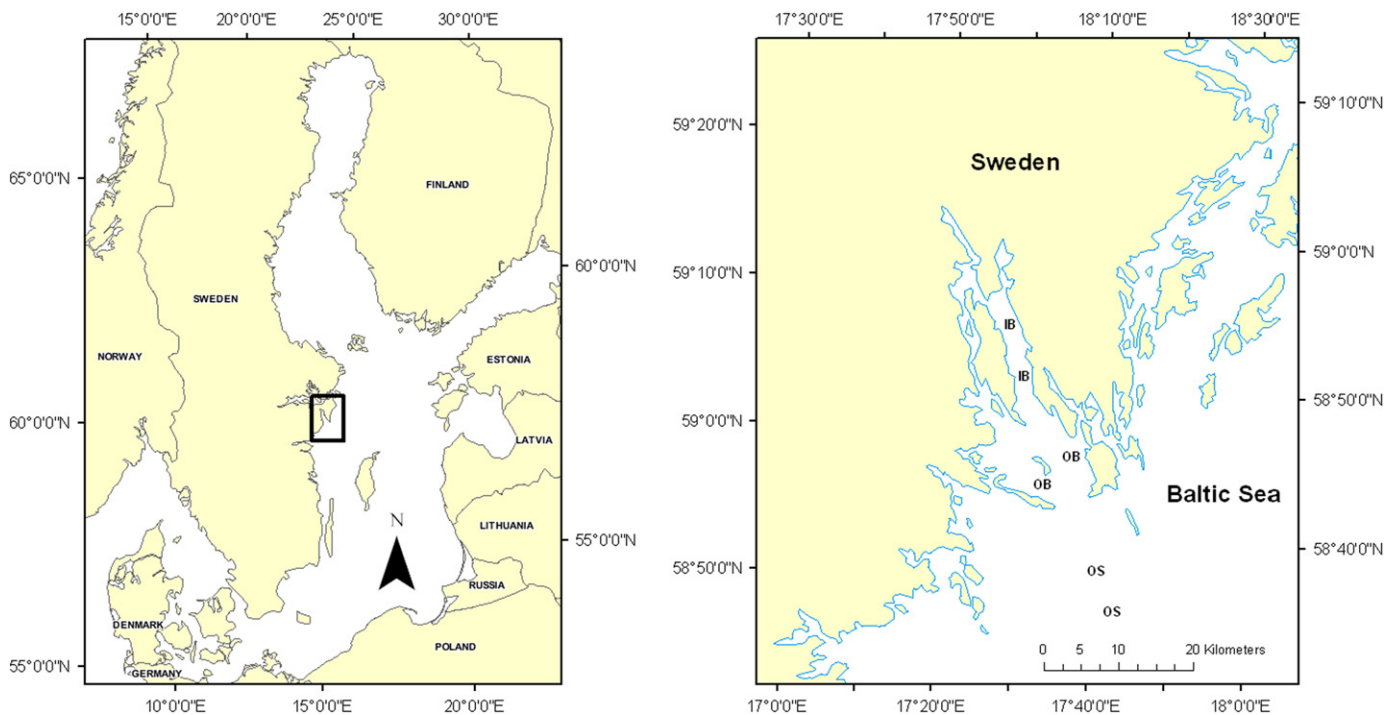 15°0'0"E 20°0'0"E 25°0'0"E 30°0'0"E
65°0'0"N
60°0'0"N
55°0'0"N
60°0'0"N
55°0'0"N
FINLAND
SWEDEN
NORWAY
ESTONIA
LATVIA
LITHUANIA
N
RUSSIA
DENMARK
POLAND
GERMANY
10°0'0"E 15°0'0"E 20°0'0"E
17°30'0"E 17°50'0"E 18°10'0"E 18°30'0"E
59°20'0"N
59°10'0"N
59°0'0"N
58°50'0"N
59°10'0"N
59°0'0"N
58°50'0"N
58°40'0"N
Sweden
IB
IB
OB
OB
Baltic Sea
OS
OS
0 5 10 20 Kilometers
17°0'0"E 17°20'0"E 17°40'0"E 18°0'0"E